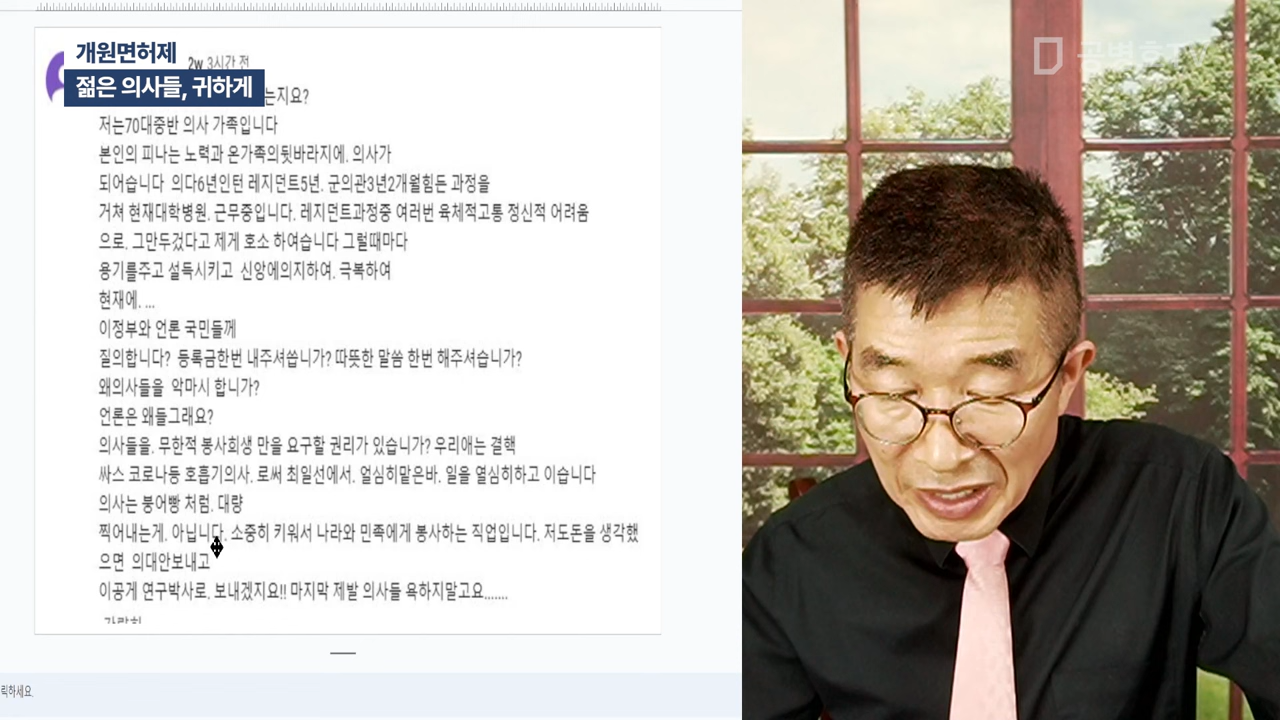 개원면허제
젊은 의사들, 귀하게
2w 3시간 전
는지요?
저는70대중반 의사 가족입니다
본인의 피나는 노력과 온가족의뒷바라지에. 의사가
되어습니다 의다6년인턴 레지던트5년. 군의관3년2개월힘든 과정을
거쳐 현재대학병원. 근무중입니다. 레지던트과정중 여러번 육체적고통 정신적 어려움
으로. 그만두겄다고 제게 호소 하여습니다 그럴때마다
용기를주고 설득시키고 신앙에의지하여. 극복하여
현재에. ...
이정부와 언론 국민들께
질의합니다? 등록금한번 내주셔씁니가? 따뜻한 말씀 한번 해주셔습니가?
왜의사들을 악마시 합니가?
언론은 왜들그래요?
의사들을. 무한적 봉사희생 만을 요구할 권리가 있습니가? 우리애는 결핵
싸스 코로나등 호흡기의사. 로써 최일선에서. 얼심히맡은바. 일을 열심히하고 이습니다
의사는 붕어빵 처럼. 대량
찍어내는게. 아닙니다. 소중히 키워서 나라와 민족에게 봉사하는 직업입니다. 저도돈을 생각했
으면 의대안보내고
이공게 연구박사로. 보내겠지요!! 마지막 제발 의사들 욕하지말고요.......
릭하세요.
공병호TV